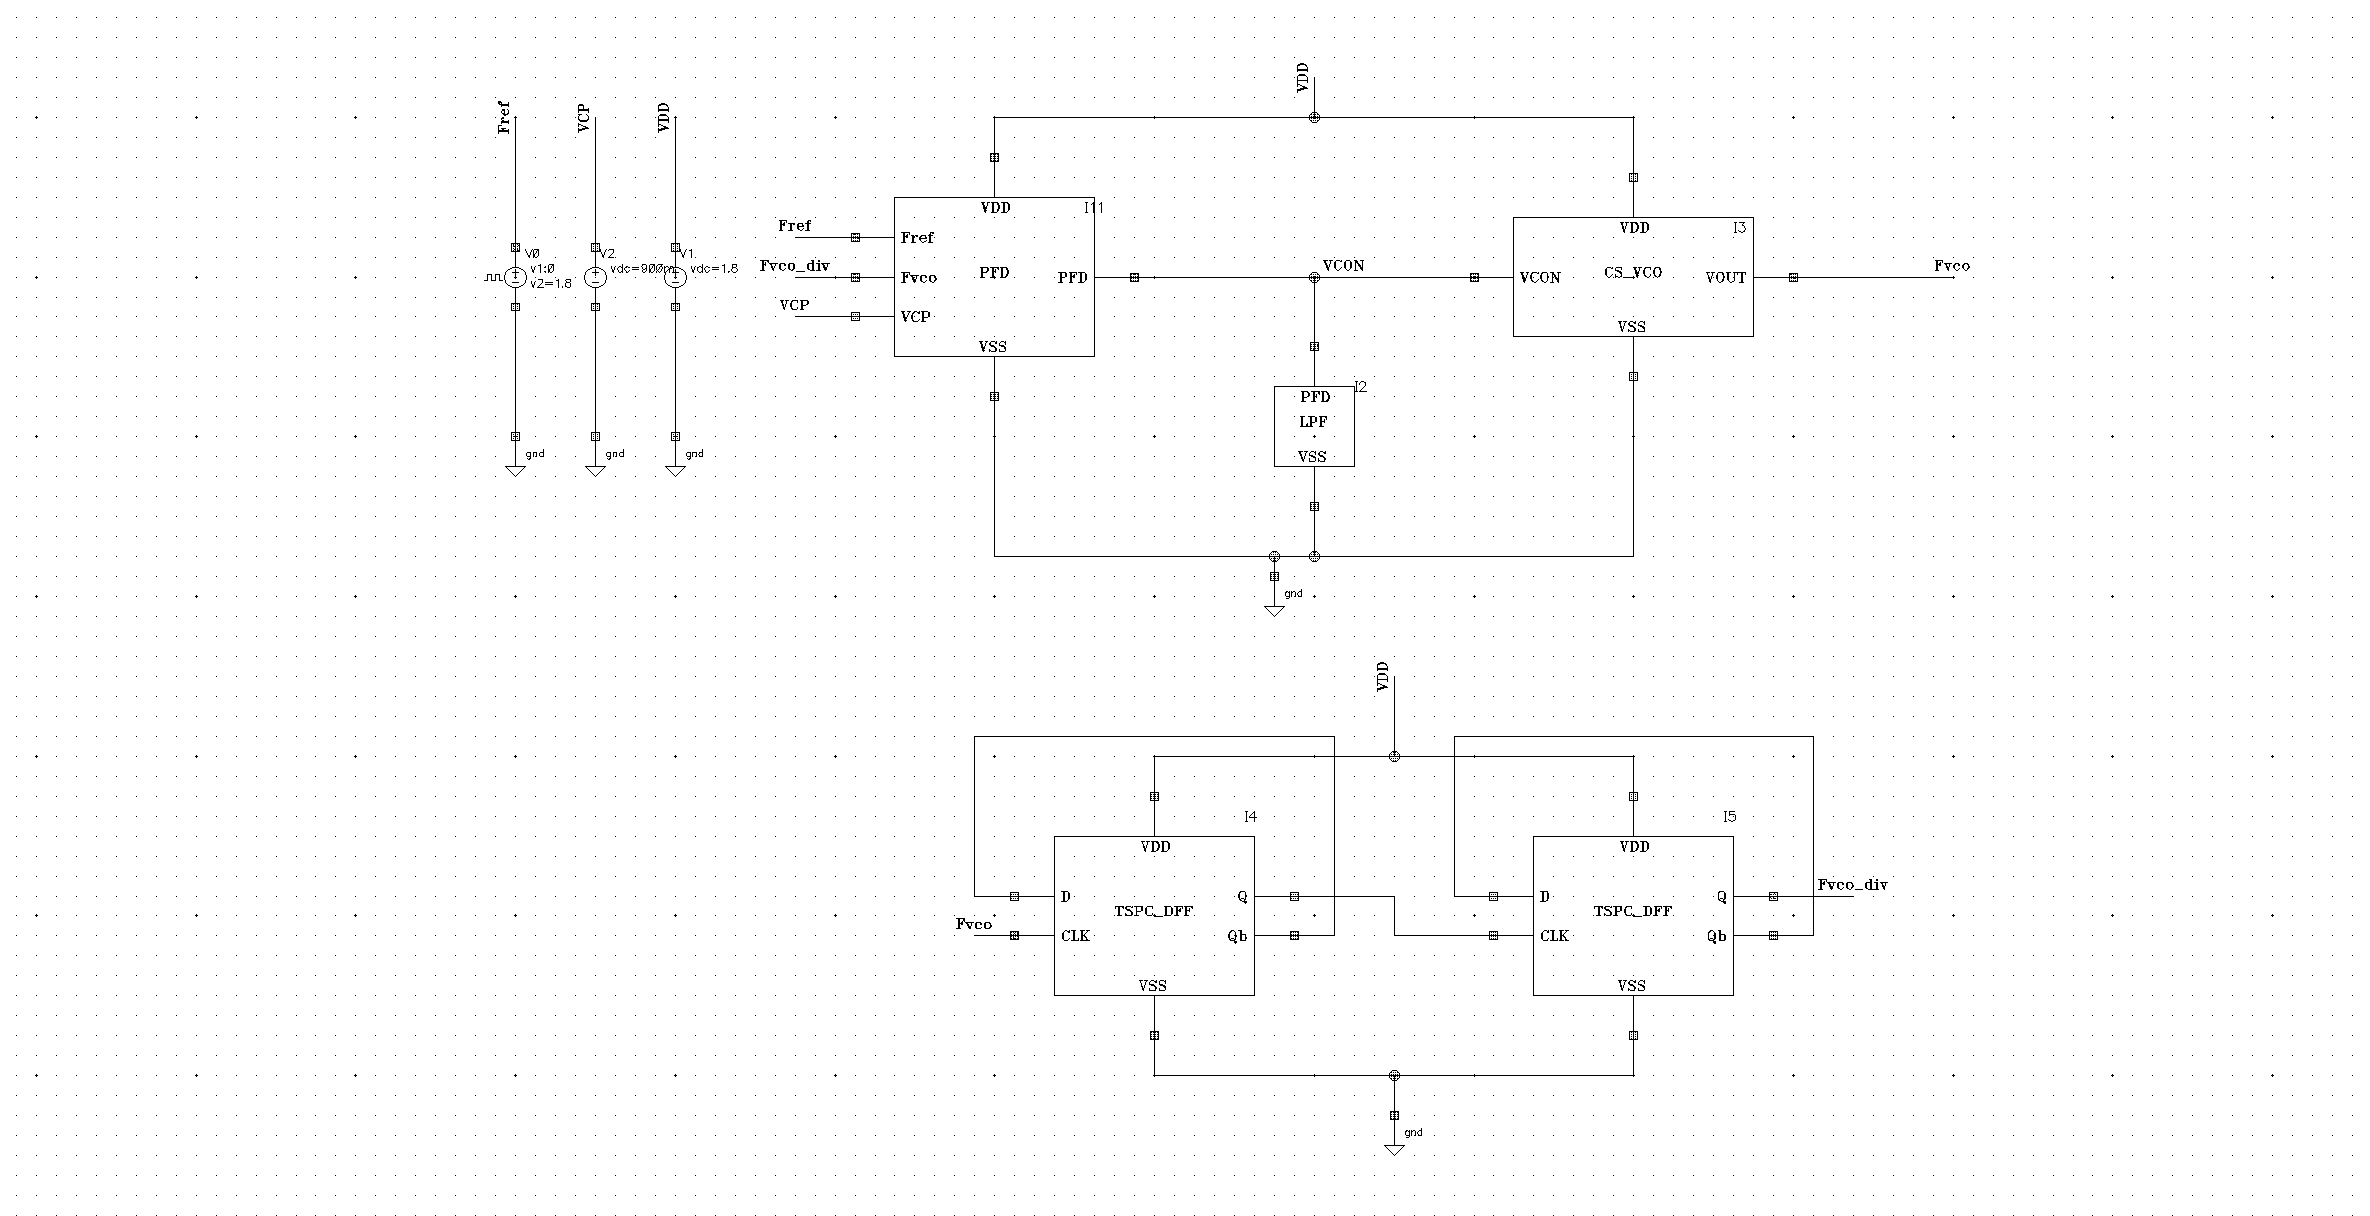 Fref
VCP
VDD
V0
v1:0
v2=1.8
V2
vdc=900m
V1
vdc=1.8
gnd
gnd
gnd
VDD
VDD
I11
Fref
Fref
Fvco_div
Fvco
PFD
PFD
VCP
VCP
VSS
VCON
VDD
I3
VCON
CS_VCO
VOUT
VSS
Fvco
I2
PFD
LPF
VSS
gnd
VDD
I4
VDD
D
Q
TSPC_DFF
Fvco
CLK
Qb
VSS
I5
VDD
D
Q
Fvco_div
TSPC_DFF
CLK
Qb
VSS
gnd